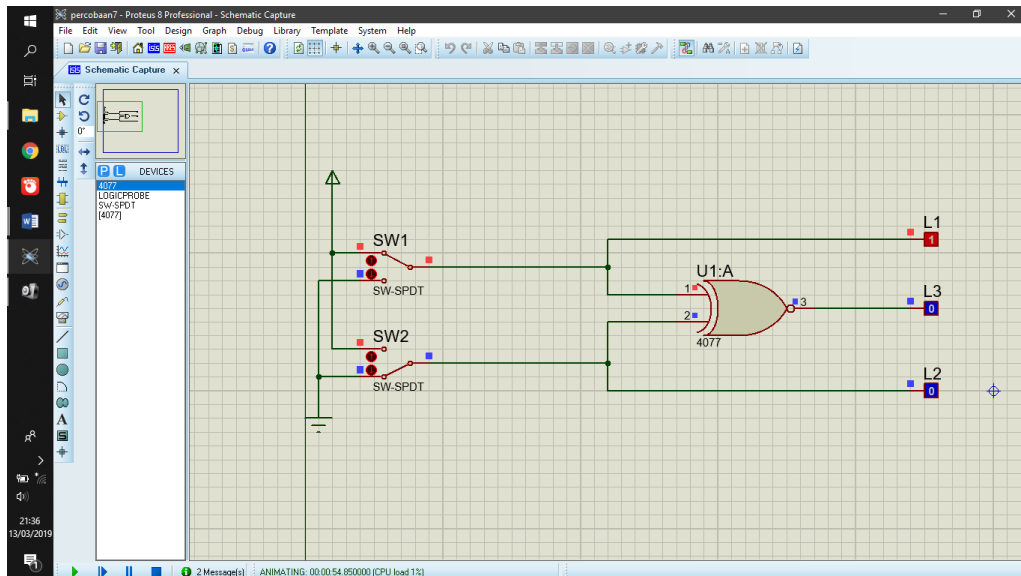 percobaan7 - Proteus 8 Professional - Schematic Capture
File Edit View Tool Design Graph Debug Library Template System Help
Schematic Capture
0°
P L DEVICES
4077
LOGICPROBE
SW-SPDT
[4077]
SW1
SW-SPDT
SW2
SW-SPDT
U1:A
1
2
3
4077
L1
1
L3
0
L2
0
21:36
13/03/2019
2 Message(s) ANIMATING: 00:00:54.850000 (CPU load 1%)